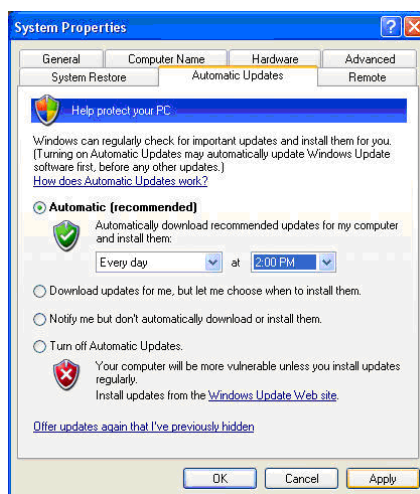 System Properties
General Computer Name Hardware Advanced
System Restore Automatic Updates Remote
Help protect your PC
Windows can regularly check for important updates and install them for you.
(Turning on Automatic Updates may automatically update Windows Update
software first, before any other updates.)
How does Automatic Updates work?
Automatic (recommended)
Automatically download recommended updates for my computer
and install them:
Every day at 2:00 PM
Download updates for me, but let me choose when to install them.
Notify me but don't automatically download or install them.
Turn off Automatic Updates.
Your computer will be more vulnerable unless you install updates
regularly.
Install updates from the Windows Update Web site.
Offer updates again that I've previously hidden
OK Cancel Apply